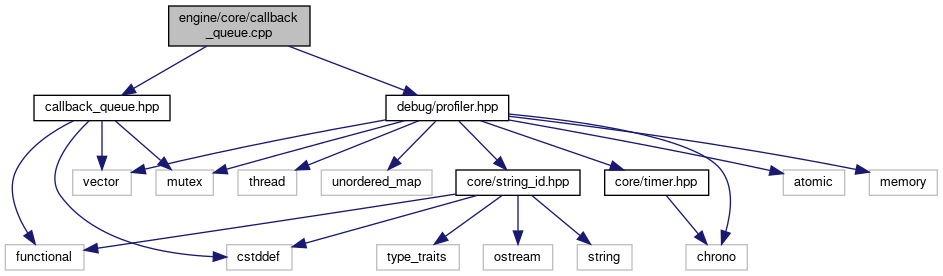 engine/core/callback
_queue.cpp
callback_queue.hpp
debug/profiler.hpp
vector
mutex
thread
unordered_map
core/string_id.hpp
core/timer.hpp
atomic
memory
functional
cstddef
type_traits
ostream
string
chrono